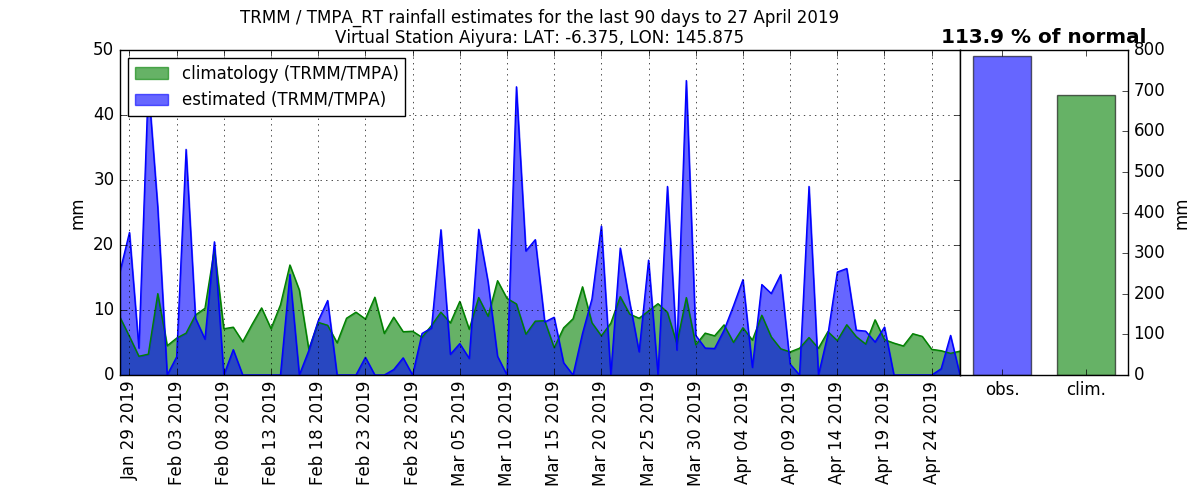 TRMM / TMPA_RT rainfall estimates for the last 90 days to 27 April 2019
Virtual Station Aiyura: LAT: -6.375, LON: 145.875
113.9 % of normal
climatology (TRMM/TMPA)
estimated (TRMM/TMPA)
mm
50
40
30
20
10
0
Jan 29 2019
Feb 03 2019
Feb 08 2019
Feb 13 2019
Feb 18 2019
Feb 23 2019
Feb 28 2019
Mar 05 2019
Mar 10 2019
Mar 15 2019
Mar 20 2019
Mar 25 2019
Mar 30 2019
Apr 04 2019
Apr 09 2019
Apr 14 2019
Apr 19 2019
Apr 24 2019
obs.
clim.
800
700
600
500
400
300
200
100
0
mm